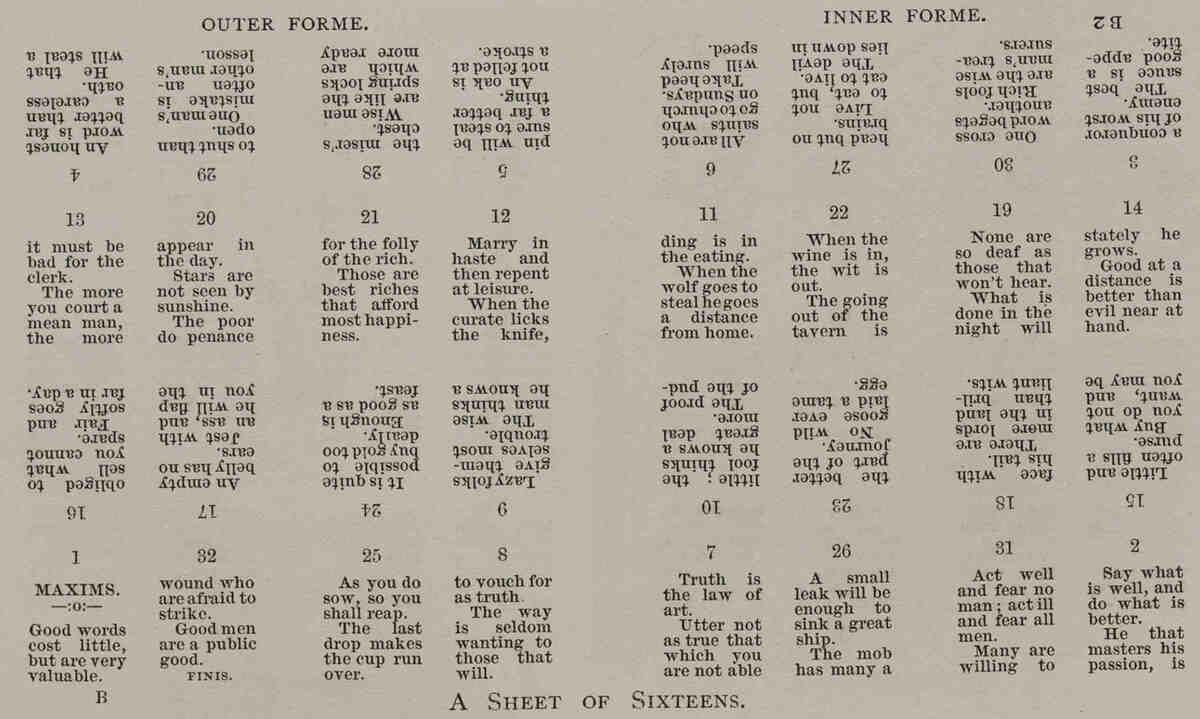 OUTER FORME.
4
An honest
word is far
better than
a careless
oath.
He that
will steal a
29
to shut than
open.
One man's
mistake is
often an-
other man's
lesson.
28
the miser's
chest.
Wise men
are like the
spring locks
which are
more ready
5
pin will be
sure to steal
a far better
thing.
An oak is
not felled at
a stroke.
13
it must be
bad for the
clerk.
The more
you court a
mean man,
the more
20
appear in
the day.
Stars are
not seen by
sunshine.
The poor
do penance
21
for the folly
of the rich.
Those are
best riches
that afford
most happi-
ness.
12
Marry in
haste and
then repent
at leisure.
When the
curate licks
the knife,
16
obliged to
sell what
you cannot
spare.
Fair and
softly goes
far in a day.
17
An empty
belly has no
ears.
Jest with
an ass, and
he will flap
you in the
24
It is quite
possible to
buy gold too
dearly.
Enough is
as good as a
feast.
9
Lazy folks
give them-
selves most
trouble.
The wise
man thinks
he knows a
1
MAXIMS.
—:o:—
Good words
cost little,
but are very
valuable.
B
32
wound who
are afraid to
strike.
Good men
are a public
good.
FINIS.
25
As you do
sow, so you
shall reap.
The last
drop makes
the cup run
over.
8
to vouch for
as truth.
The way
is seldom
wanting to
those that
will.
INNER FORME.
6
All are not
saints who
go to church
on Sundays.
Take heed
will surely
speed.
27
head but no
brains.
Live not
to eat, but
eat to live.
The devil
lies down in
30
One cross
word begets
another.
Rich fools
are the wise
man's trea-
surers.
3
a conqueror
of his worst
enemy.
The best
sauce is a
good appe-
tite.
B 2
11
ding is in
the eating.
When the
wolf goes to
steal he goes
a distance
from home.
22
When the
wine is in,
the wit is
out.
The going
out of the
tavern is
19
None are
so deaf as
those that
won't hear.
What is
done in the
night will
14
stately he
grows.
Good at a
distance is
better than
evil near at
hand.
10
little; the
fool thinks
he knows a
great deal
more.
The proof
of the pud-
23
the better
part of the
journey.
No wild
goose ever
laid a tame
egg.
18
face with
his tail.
There are
more lords
in the land
than bril-
liant wits.
15
Little and
often fills a
purse.
Buy what
you do not
want, and
you may be
7
Truth is
the law of
art.
Utter not
as true that
which you
are not able
26
A small
leak will be
enough to
sink a great
ship.
The mob
has many a
31
Act well
and fear no
man; act ill
and fear all
men.
Many are
willing to
2
Say what
is well, and
do what is
better.
He that
masters his
passion, is
A SHEET OF SIXTEENS.